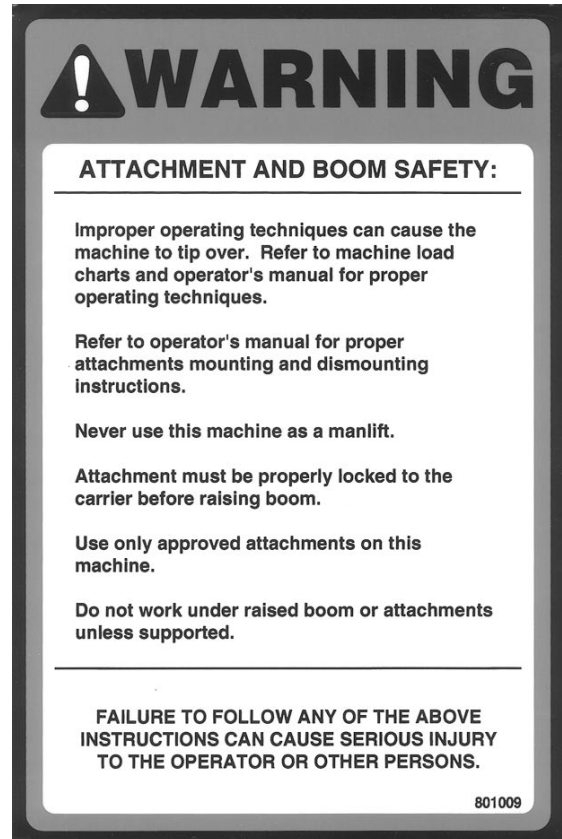 WARNING
ATTACHMENT AND BOOM SAFETY:
Improper operating techniques can cause the
machine to tip over.  Refer to machine load
charts and operator's manual for proper
operating techniques.
Refer to operator's manual for proper
attachments mounting and dismounting
instructions.
Never use this machine as a manlift.
Attachment must be properly locked to the
carrier before raising boom.
Use only approved attachments on this
machine.
Do not work under raised boom or attachments
unless supported.
FAILURE TO FOLLOW ANY OF THE ABOVE
INSTRUCTIONS CAN CAUSE SERIOUS INJURY
TO THE OPERATOR OR OTHER PERSONS.
801009